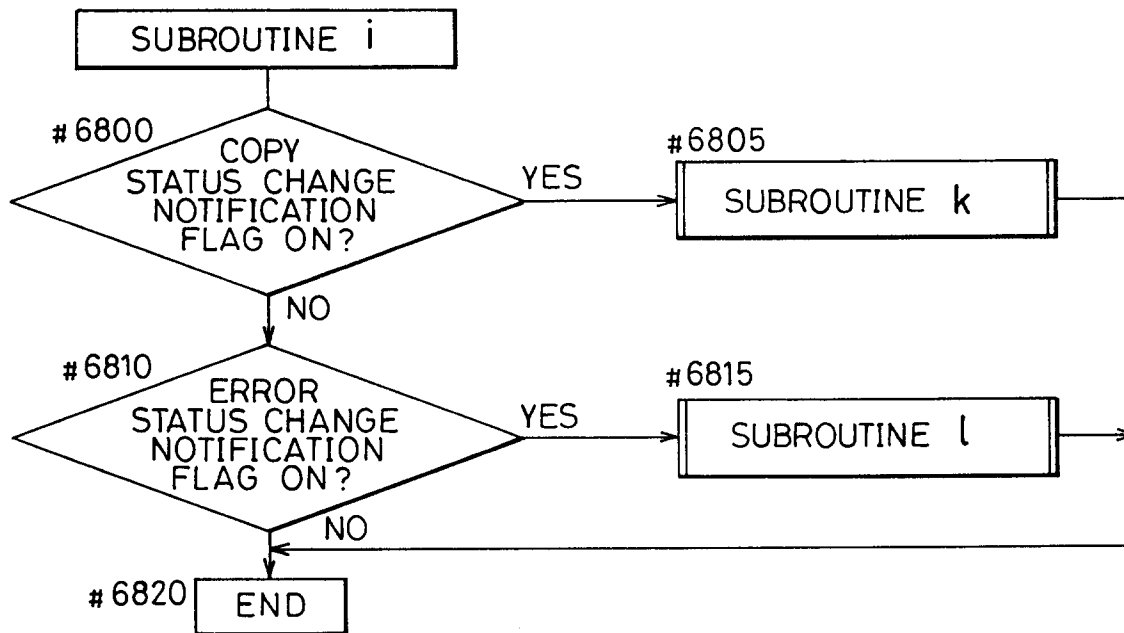 SUBROUTINE i
#6800
COPY
STATUS CHANGE
NOTIFICATION
FLAG ON?
YES
#6805
SUBROUTINE k
NO
#6810
ERROR
STATUS CHANGE
NOTIFICATION
FLAG ON?
YES
#6815
SUBROUTINE l
NO
#6820
END